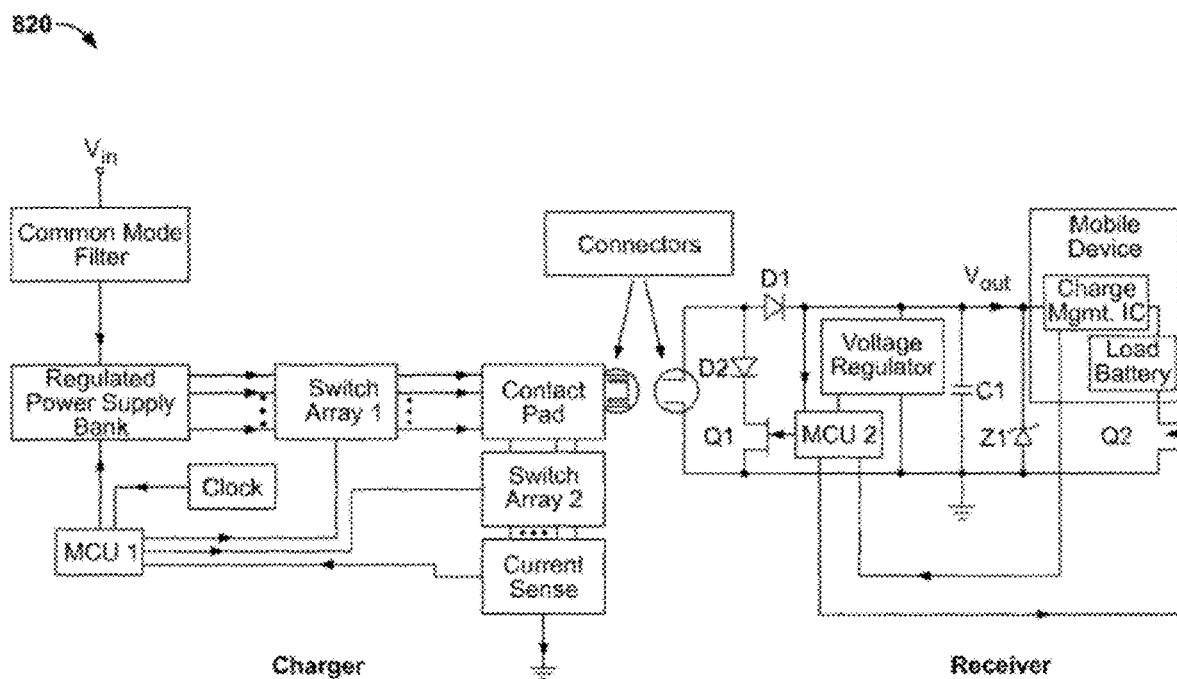 820
Vin
Common Mode
Filter
Connectors
Mobile
Device
D1
Vout
Charge
Mgmt. IC
Regulated
Power Supply
Bank
Switch
Array 1
Contact
Pad
D2
Voltage
Regulator
Load
Battery
C1
Q1
MCU 2
Z1
Q2
Clock
Switch
Array 2
MCU 1
Current
Sense
Charger
Receiver